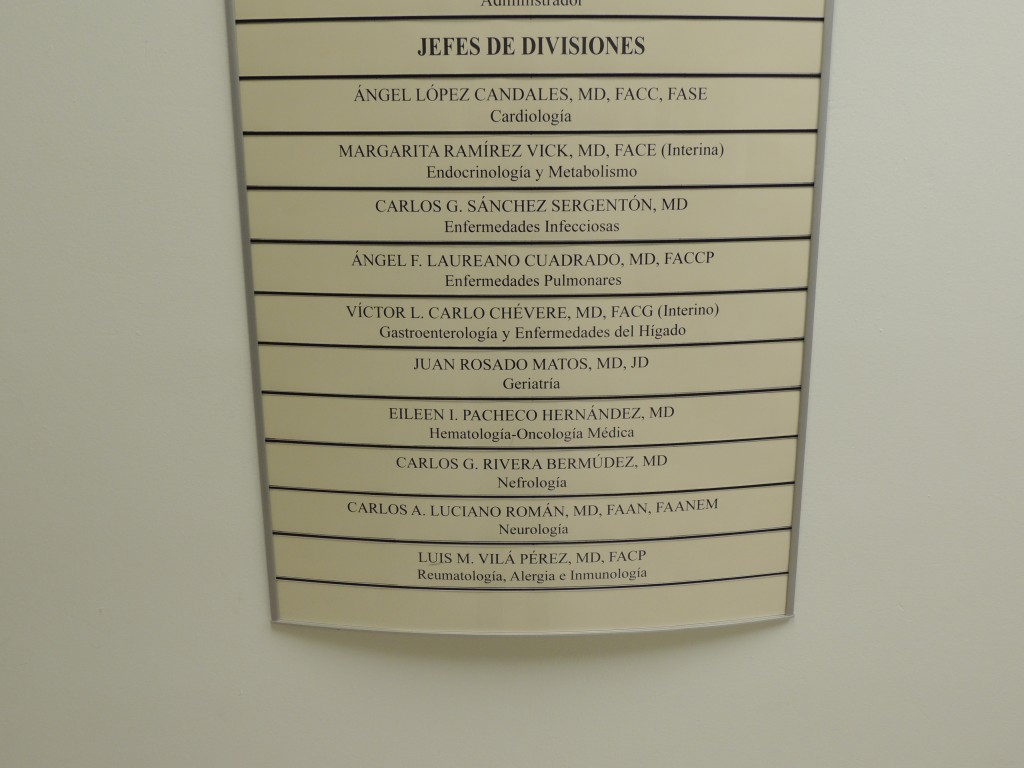 Administrador
JEFES DE DIVISIONES
ÁNGEL LÓPEZ CANDALES, MD, FACC, FASE
Cardiología
MARGARITA RAMÍREZ VICK, MD, FACE (Interina)
Endocrinología y Metabolismo
CARLOS G. SÁNCHEZ SERGENTÓN, MD
Enfermedades Infecciosas
ÁNGEL F. LAUREANO CUADRADO, MD, FACCP
Enfermedades Pulmonares
VÍCTOR L. CARLO CHÉVERE, MD, FACG (Interino)
Gastroenterología y Enfermedades del Hígado
JUAN ROSADO MATOS, MD, JD
Geriatría
EILEEN I. PACHECO HERNÁNDEZ, MD
Hematología-Oncología Médica
CARLOS G. RIVERA BERMÚDEZ, MD
Nefrología
CARLOS A. LUCIANO ROMÁN, MD, FAAN, FAANEM
Neurología
LUIS M. VILÁ PÉREZ, MD, FACP
Reumatología, Alergia e Inmunología